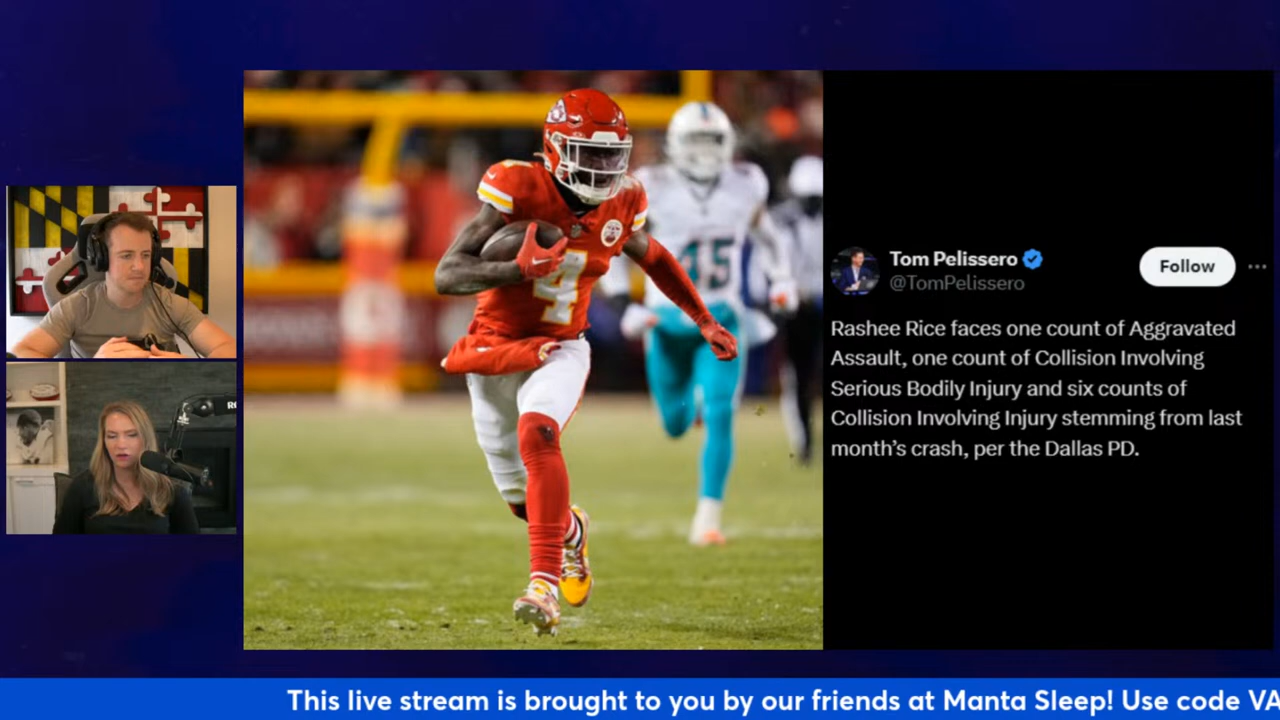 4
15
Tom Pelissero
@TomPelissero
Follow
Rashee Rice faces one count of Aggravated
Assault, one count of Collision Involving
Serious Bodily Injury and six counts of
Collision Involving Injury stemming from last
month's crash, per the Dallas PD.
This live stream is brought to you by our friends at Manta Sleep! Use code VA